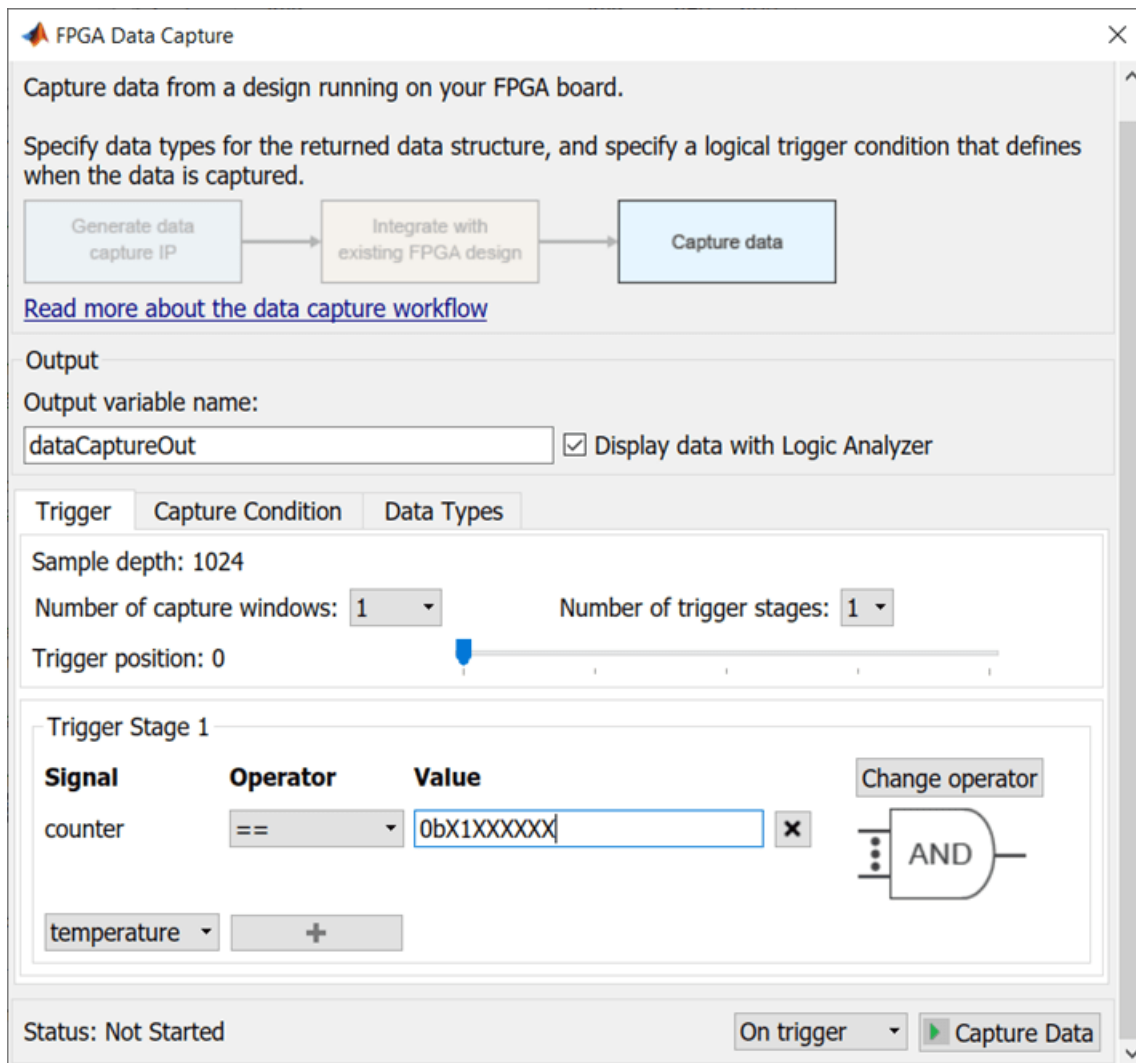 FPGA Data Capture
Capture data from a design running on your FPGA board.
Specify data types for the returned data structure, and specify a logical trigger condition that defines
when the data is captured.
Generate data
capture IP
Integrate with
existing FPGA design
Capture data
Read more about the data capture workflow
Output
Output variable name:
dataCaptureOut
Display data with Logic Analyzer
Trigger
Capture Condition
Data Types
Sample depth: 1024
Number of capture windows: 1
Number of trigger stages: 1
Trigger position: 0
Trigger Stage 1
Signal
Operator
Value
Change operator
counter
==
0bX1XXXXXX
AND
temperature
+
Status: Not Started
On trigger
Capture Data